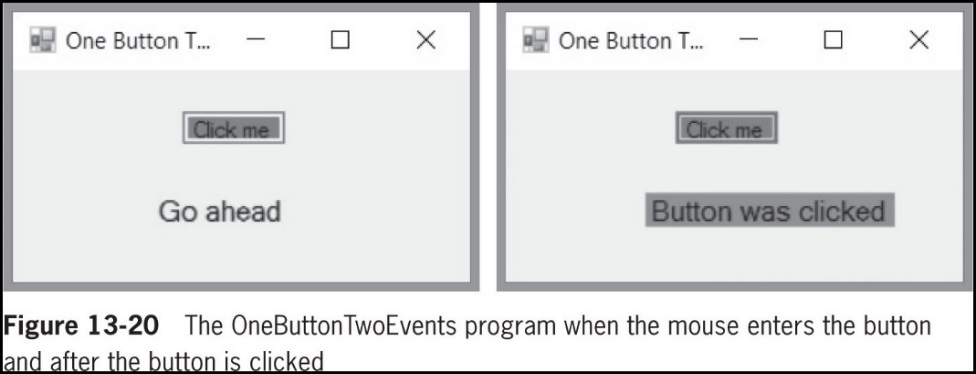 One Button T...
Click me
Go ahead
One Button T...
Click me
Button was clicked
Figure 13-20 The OneButtonTwoEvents program when the mouse enters the button
and after the button is clicked